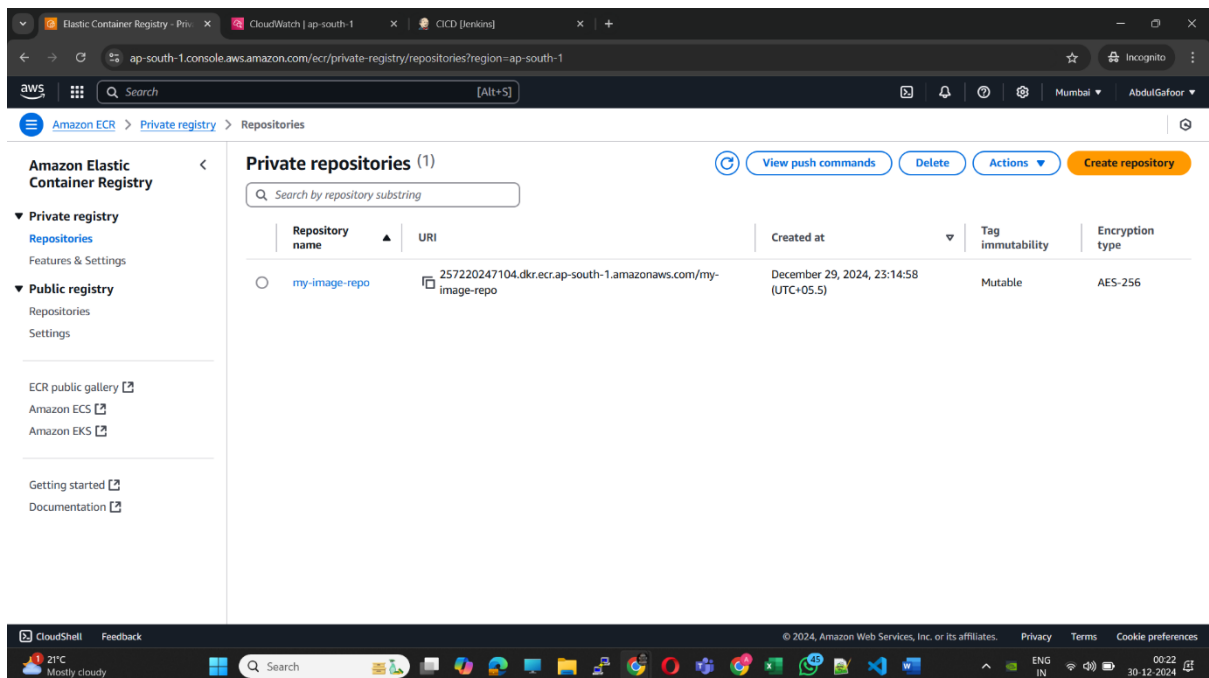 Elastic Container Registry - Priv
CloudWatch | ap-south-1
CICD [Jenkins]
ap-south-1.console.aws.amazon.com/ecr/private-registry/repositories?region=ap-south-1
Incognito
aws
Search
[Alt+S]
Mumbai
AbdulGafoor
Amazon ECR > Private registry > Repositories
Amazon Elastic
Container Registry
Private registry
Repositories
Features & Settings
Public registry
Repositories
Settings
ECR public gallery
Amazon ECS
Amazon EKS
Getting started
Documentation
Private repositories (1)
View push commands
Delete
Actions
Create repository
Search by repository substring
Repository
name
URI
Created at
Tag
immutability
Encryption
type
my-image-repo
257220247104.dkr.ecr.ap-south-1.amazonaws.com/my-
image-repo
December 29, 2024, 23:14:58
(UTC+05.5)
Mutable
AES-256
CloudShell
Feedback
© 2024, Amazon Web Services, Inc. or its affiliates.
Privacy
Terms
Cookie preferences
1
21°C
Mostly cloudy
Search
45
ENG
IN
00:22
30-12-2024